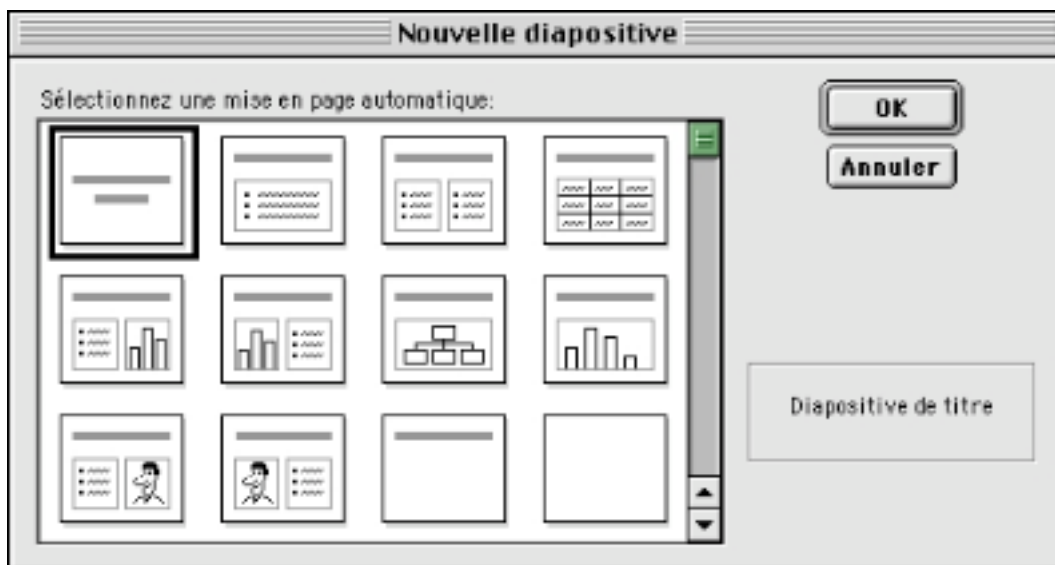 Nouvelle diapositive
Sélectionnez une mise en page automatique:
OK
Annuler
Diapositive de titre